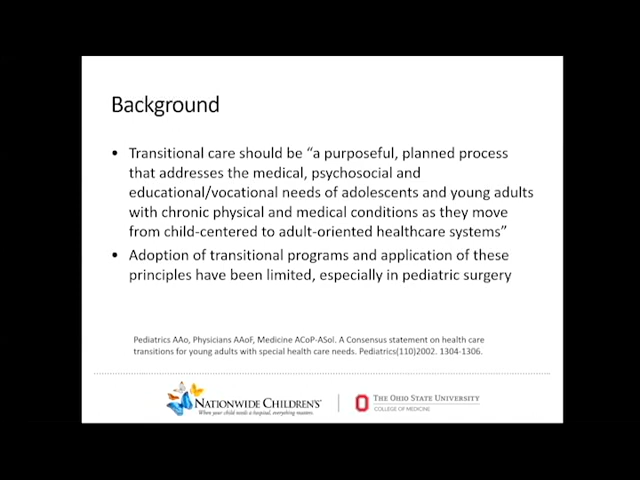 Background
• Transitional care should be “a purposeful, planned process
that addresses the medical, psychosocial and
educational/vocational needs of adolescents and young adults
with chronic physical and medical conditions as they move
from child-centered to adult-oriented healthcare systems”
• Adoption of transitional programs and application of these
principles have been limited, especially in pediatric surgery
Pediatrics AAo, Physicians AAoF, Medicine ACoP-ASoI. A Consensus statement on health care
transitions for young adults with special health care needs. Pediatrics(110)2002. 1304-1306.
NATIONWIDE CHILDREN'S
When your child needs a hospital, everything matters.
THE OHIO STATE UNIVERSITY
COLLEGE OF MEDICINE